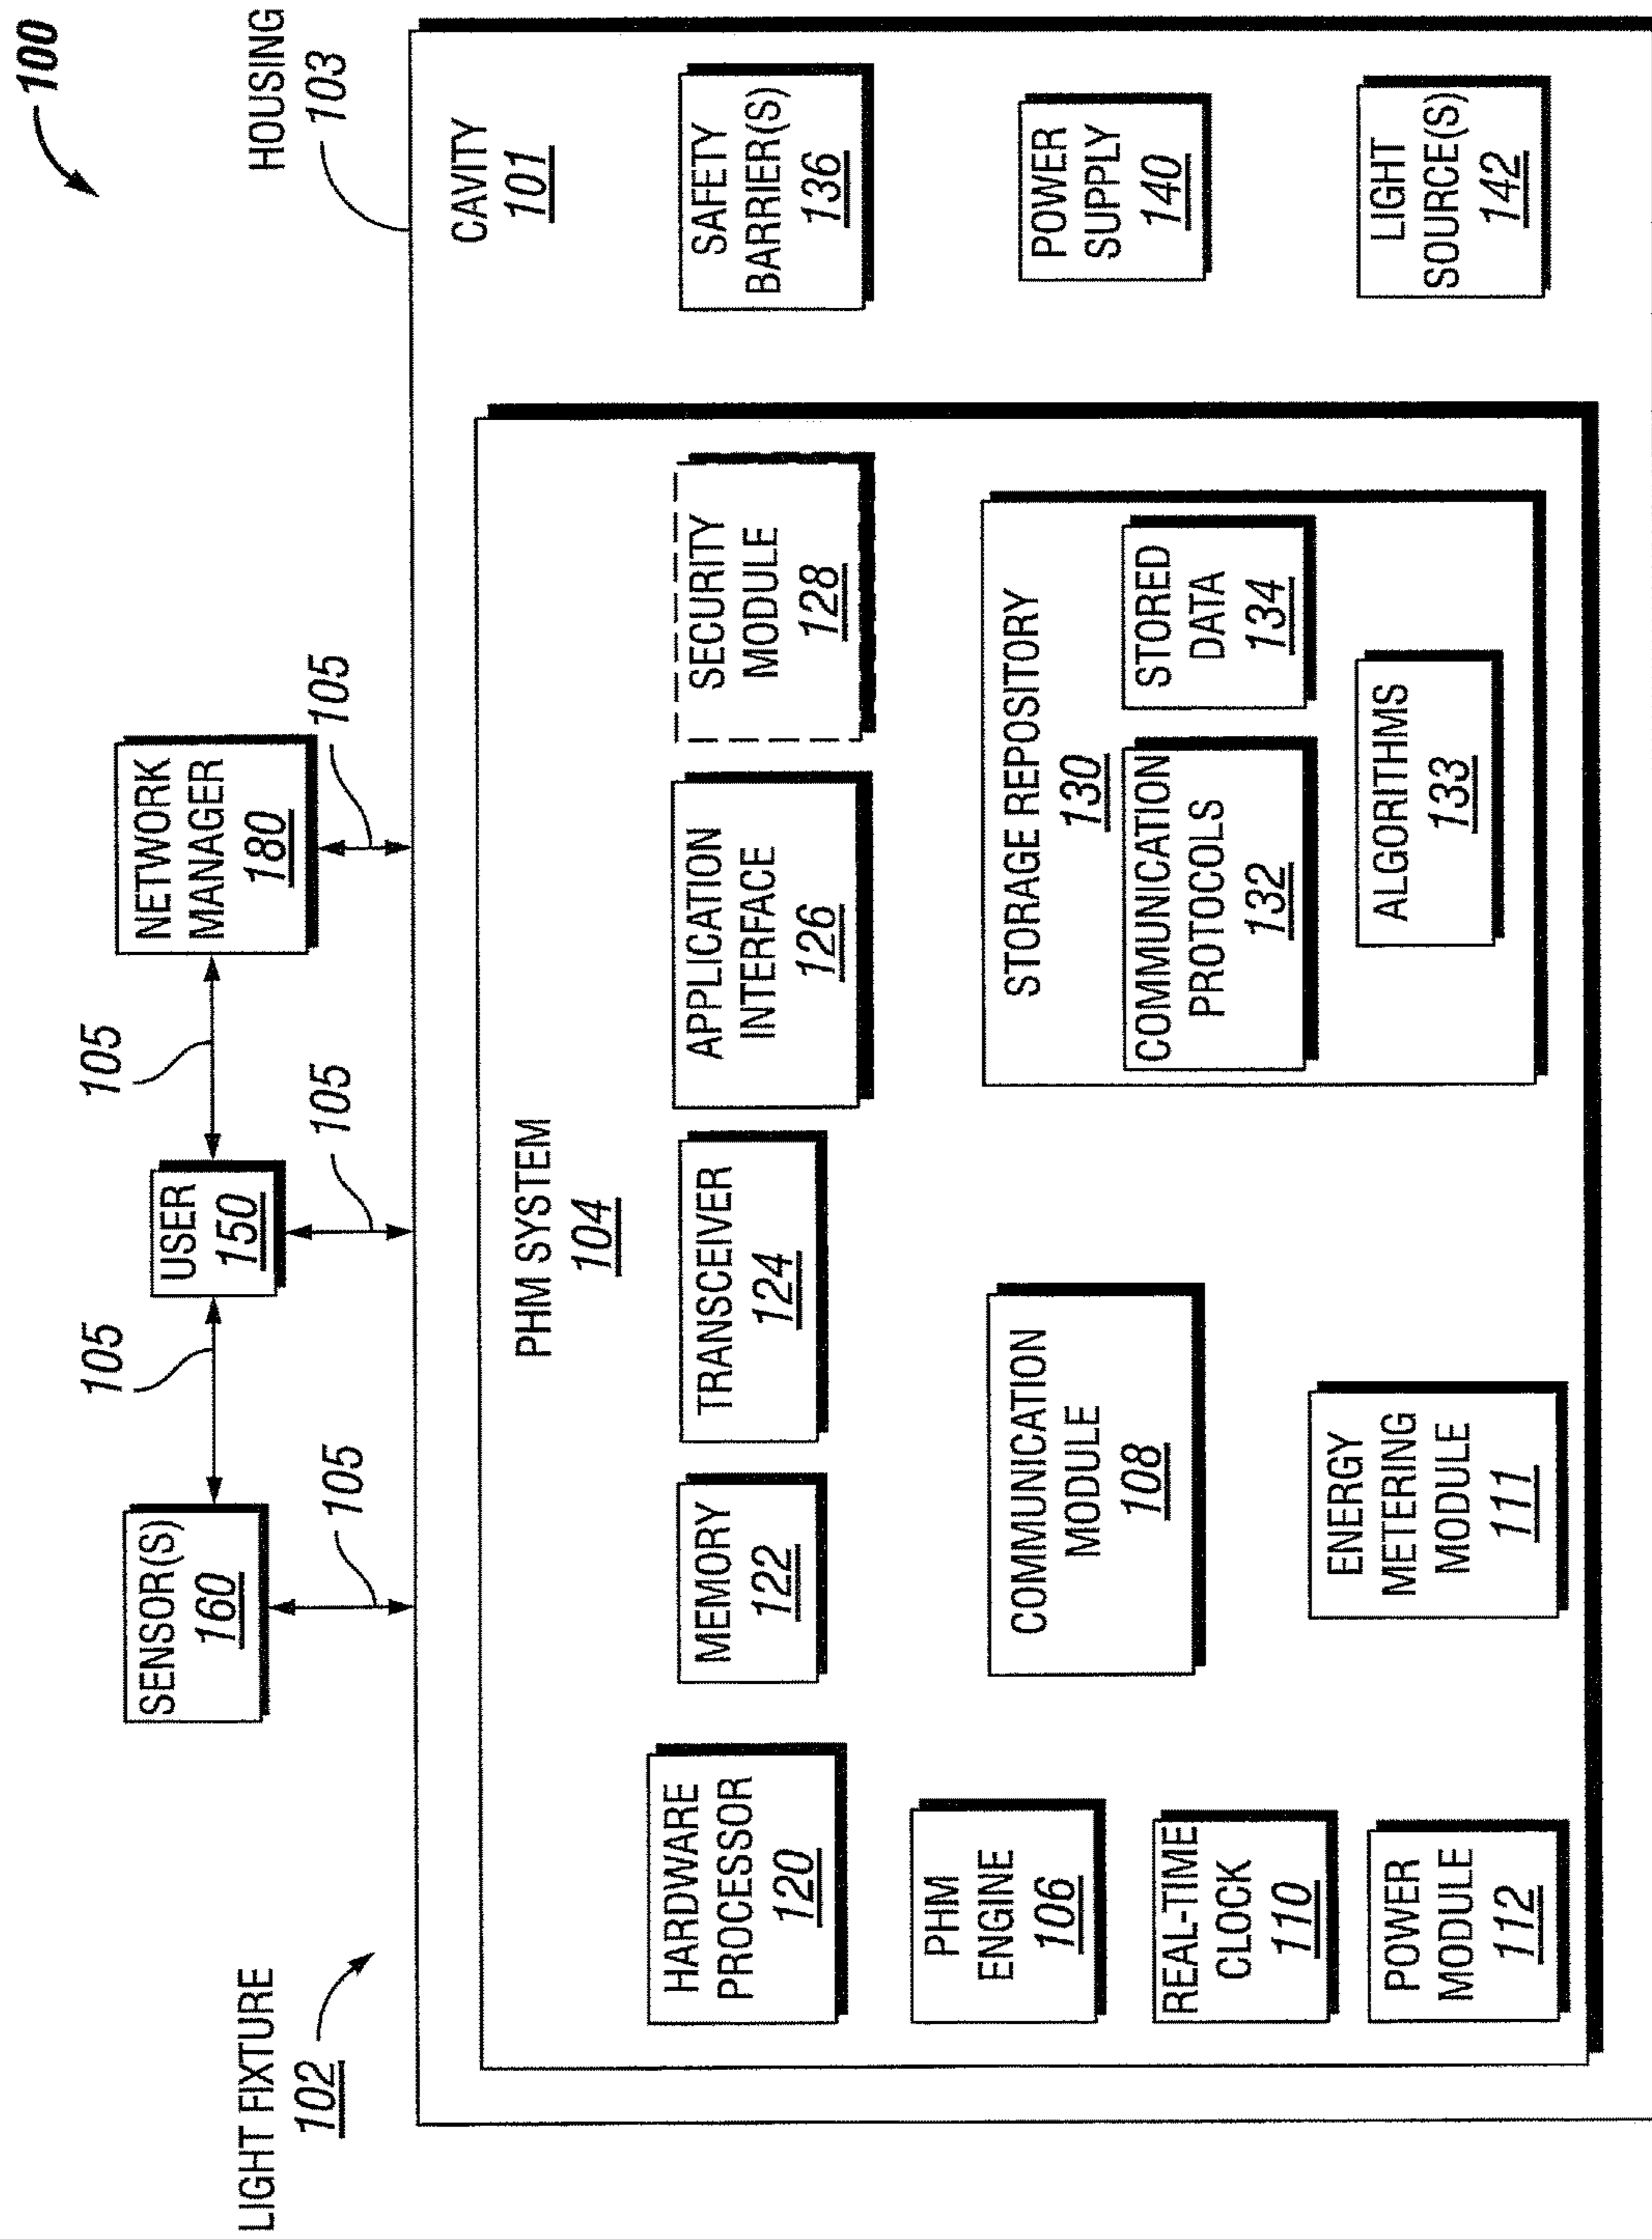 100
LIGHT FIXTURE
102
SENSOR(S)
160
105
USER
150
105
NETWORK
MANAGER
180
105
105
105
HOUSING
103
PHM SYSTEM
104
CAVITY
101
HARDWARE
PROCESSOR
120
MEMORY
122
TRANSCEIVER
124
APPLICATION
INTERFACE
126
SECURITY
MODULE
128
SAFETY
BARRIER(S)
136
PHM
ENGINE
106
COMMUNICATION
MODULE
108
STORAGE REPOSITORY
130
COMMUNICATION
PROTOCOLS
132
STORED
DATA
134
ALGORITHMS
133
POWER
SUPPLY
140
REAL-TIME
CLOCK
110
POWER
MODULE
112
ENERGY
METERING
MODULE
111
LIGHT
SOURCE(S)
142